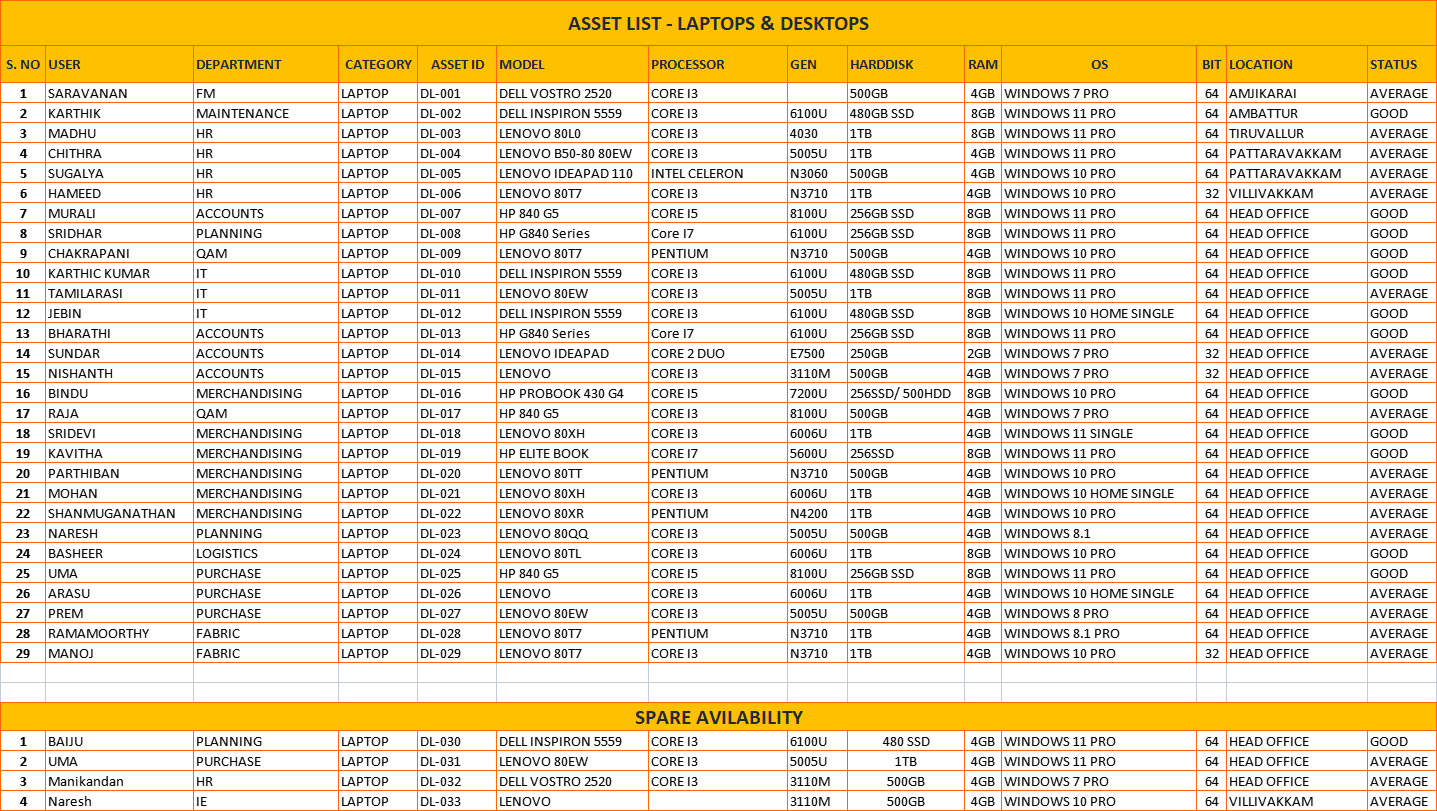 ASSET LIST - LAPTOPS & DESKTOPS
S. NO USER DEPARTMENT CATEGORY ASSET ID MODEL PROCESSOR GEN HARDDISK RAM OS BIT LOCATION STATUS
1 SARAVANAN FM LAPTOP DL-001 DELL VOSTRO 2520 CORE I3 500GB 4GB WINDOWS 7 PRO 64 AMJIKARAI AVERAGE
2 KARTHIK MAINTENANCE LAPTOP DL-002 DELL INSPIRON 5559 CORE I3 6100U 480GB SSD 8GB WINDOWS 11 PRO 64 AMBATTUR GOOD
3 MADHU HR LAPTOP DL-003 LENOVO 80L0 CORE I3 4030 1TB 8GB WINDOWS 11 PRO 64 TIRUVALLUR AVERAGE
4 CHITHRA HR LAPTOP DL-004 LENOVO B50-80 80EW CORE I3 5005U 1TB 4GB WINDOWS 11 PRO 64 PATTARAVAKKAM AVERAGE
5 SUGALYA HR LAPTOP DL-005 LENOVO IDEAPAD 110 INTEL CELERON N3060 500GB 4GB WINDOWS 10 PRO 64 PATTARAVAKKAM AVERAGE
6 HAMEED HR LAPTOP DL-006 LENOVO 80T7 CORE I3 N3710 1TB 4GB WINDOWS 10 PRO 32 VILLIVAKKAM AVERAGE
7 MURALI ACCOUNTS LAPTOP DL-007 HP 840 G5 CORE I5 8100U 256GB SSD 8GB WINDOWS 11 PRO 64 HEAD OFFICE GOOD
8 SRIDHAR PLANNING LAPTOP DL-008 HP G840 Series Core I7 6100U 256GB SSD 8GB WINDOWS 11 PRO 64 HEAD OFFICE GOOD
9 CHAKRAPANI QAM LAPTOP DL-009 LENOVO 80T7 PENTIUM N3710 500GB 4GB WINDOWS 10 PRO 64 HEAD OFFICE GOOD
10 KARTHIC KUMAR IT LAPTOP DL-010 DELL INSPIRON 5559 CORE I3 6100U 480GB SSD 8GB WINDOWS 11 PRO 64 HEAD OFFICE GOOD
11 TAMILARASI IT LAPTOP DL-011 LENOVO 80EW CORE I3 5005U 1TB 8GB WINDOWS 11 PRO 64 HEAD OFFICE AVERAGE
12 JEBIN IT LAPTOP DL-012 DELL INSPIRON 5559 CORE I3 6100U 480GB SSD 8GB WINDOWS 10 HOME SINGLE 64 HEAD OFFICE GOOD
13 BHARATHI ACCOUNTS LAPTOP DL-013 HP G840 Series Core I7 6100U 256GB SSD 8GB WINDOWS 11 PRO 64 HEAD OFFICE GOOD
14 SUNDAR ACCOUNTS LAPTOP DL-014 LENOVO IDEAPAD CORE 2 DUO E7500 250GB 2GB WINDOWS 7 PRO 32 HEAD OFFICE AVERAGE
15 NISHANTH ACCOUNTS LAPTOP DL-015 LENOVO CORE I3 3110M 500GB 4GB WINDOWS 7 PRO 32 HEAD OFFICE AVERAGE
16 BINDU MERCHANDISING LAPTOP DL-016 HP PROBOOK 430 G4 CORE I5 7200U 256SSD/ 500HDD 8GB WINDOWS 10 PRO 64 HEAD OFFICE GOOD
17 RAJA QAM LAPTOP DL-017 HP 840 G5 CORE I3 8100U 500GB 4GB WINDOWS 7 PRO 64 HEAD OFFICE AVERAGE
18 SRIDEVI MERCHANDISING LAPTOP DL-018 LENOVO 80XH CORE I3 6006U 1TB 4GB WINDOWS 11 SINGLE 64 HEAD OFFICE GOOD
19 KAVITHA MERCHANDISING LAPTOP DL-019 HP ELITE BOOK CORE I7 5600U 256SSD 8GB WINDOWS 11 PRO 64 HEAD OFFICE GOOD
20 PARTHIBAN MERCHANDISING LAPTOP DL-020 LENOVO 80TT PENTIUM N3710 500GB 4GB WINDOWS 10 PRO 64 HEAD OFFICE AVERAGE
21 MOHAN MERCHANDISING LAPTOP DL-021 LENOVO 80XH CORE I3 6006U 1TB 4GB WINDOWS 10 HOME SINGLE 64 HEAD OFFICE AVERAGE
22 SHANMUGANATHAN MERCHANDISING LAPTOP DL-022 LENOVO 80XR PENTIUM N4200 1TB 4GB WINDOWS 10 PRO 64 HEAD OFFICE AVERAGE
23 NARESH PLANNING LAPTOP DL-023 LENOVO 80QQ CORE I3 5005U 500GB 4GB WINDOWS 8.1 64 HEAD OFFICE AVERAGE
24 BASHEER LOGISTICS LAPTOP DL-024 LENOVO 80TL CORE I3 6006U 1TB 8GB WINDOWS 10 PRO 64 HEAD OFFICE GOOD
25 UMA PURCHASE LAPTOP DL-025 HP 840 G5 CORE I5 8100U 256GB SSD 8GB WINDOWS 11 PRO 64 HEAD OFFICE GOOD
26 ARASU PURCHASE LAPTOP DL-026 LENOVO CORE I3 6006U 1TB 4GB WINDOWS 10 HOME SINGLE 64 HEAD OFFICE AVERAGE
27 PREM PURCHASE LAPTOP DL-027 LENOVO 80EW CORE I3 5005U 500GB 4GB WINDOWS 8 PRO 64 HEAD OFFICE AVERAGE
28 RAMAMOORTHY FABRIC LAPTOP DL-028 LENOVO 80T7 PENTIUM N3710 1TB 4GB WINDOWS 8.1 PRO 64 HEAD OFFICE AVERAGE
29 MANOJ FABRIC LAPTOP DL-029 LENOVO 80T7 CORE I3 N3710 1TB 4GB WINDOWS 10 PRO 32 HEAD OFFICE AVERAGE
SPARE AVILABILITY
1 BAIJU PLANNING LAPTOP DL-030 DELL INSPIRON 5559 CORE I3 6100U 480 SSD 4GB WINDOWS 11 PRO 64 HEAD OFFICE GOOD
2 UMA PURCHASE LAPTOP DL-031 LENOVO 80EW CORE I3 5005U 1TB 4GB WINDOWS 11 PRO 64 HEAD OFFICE AVERAGE
3 Manikandan HR LAPTOP DL-032 DELL VOSTRO 2520 CORE I3 3110M 500GB 4GB WINDOWS 7 PRO 64 HEAD OFFICE AVERAGE
4 Naresh IE LAPTOP DL-033 LENOVO 3110M 500GB 4GB WINDOWS 10 PRO 64 VILLIVAKKAM AVERAGE